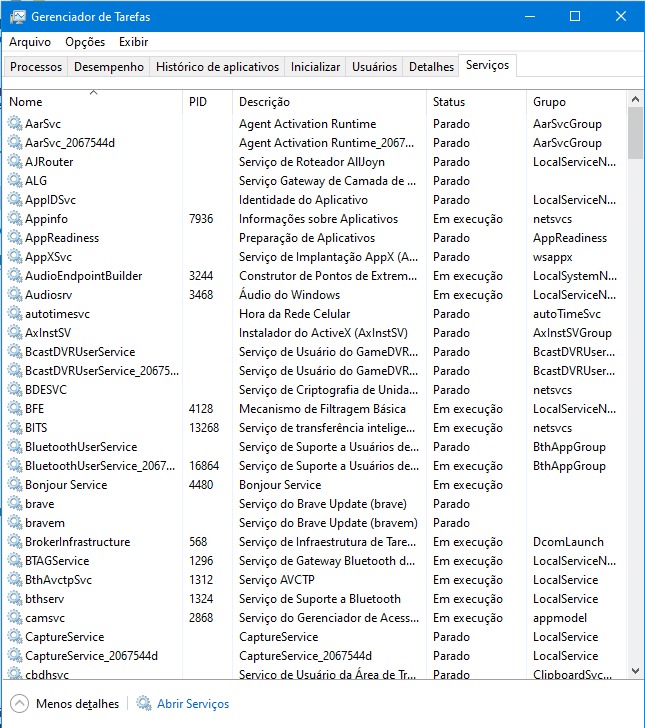 Gerenciador de Tarefas
Arquivo Opções Exibir
Processos Desempenho Histórico de aplicativos Inicializar Usuários Detalhes Serviços
Nome PID Descrição Status Grupo
AarSvc Agent Activation Runtime Parado AarSvcGroup
AarSvc_2067544d Agent Activation Runtime_2067... Parado AarSvcGroup
AJRouter Serviço de Roteador AllJoyn Parado LocalServiceN...
ALG Serviço Gateway de Camada de ... Parado
AppIDSvc Identidade do Aplicativo Parado LocalServiceN...
Appinfo 7936 Informações sobre Aplicativos Em execução netsvcs
AppReadiness Preparação de Aplicativos Parado AppReadiness
AppXSvc Serviço de Implantação AppX (A... Parado wsappx
AudioEndpointBuilder 3244 Construtor de Pontos de Extrem... Em execução LocalSystemN...
Audiosrv 3468 Áudio do Windows Em execução LocalServiceN...
autotimesvc Hora da Rede Celular Parado autoTimeSvc
AxInstSV Instalador do ActiveX (AxInstSV) Parado AxInstSVGroup
BcastDVRUserService Serviço de Usuário do GameDVR... Parado BcastDVRUser...
BcastDVRUserService_20675... Serviço de Usuário do GameDVR... Parado BcastDVRUser...
BDESVC Serviço de Criptografia de Unida... Parado netsvcs
BFE 4128 Mecanismo de Filtragem Básica Em execução LocalServiceN...
BITS 13268 Serviço de transferência intelige... Em execução netsvcs
BluetoothUserService Serviço de Suporte a Usuários de... Parado BthAppGroup
BluetoothUserService_2067... 16864 Serviço de Suporte a Usuários de... Em execução BthAppGroup
Bonjour Service 4480 Bonjour Service Em execução
brave Serviço do Brave Update (brave) Parado
bravem Serviço do Brave Update (bravem) Parado
BrokerInfrastructure 568 Serviço de Infraestrutura de Tare... Em execução DcomLaunch
BTAGService 1296 Serviço de Gateway Bluetooth d... Em execução LocalServiceN...
BthAvctpSvc 1312 Serviço AVCTP Em execução LocalService
bthserv 1324 Serviço de Suporte a Bluetooth Em execução LocalService
camsvc 2868 Serviço do Gerenciador de Acess... Em execução appmodel
CaptureService CaptureService Parado LocalService
CaptureService_2067544d CaptureService_2067544d Parado LocalService
cbdhsvc Serviço de Usuário da Área de Tr... Parado ClipboardSvc...
Menos detalhes Abrir Serviços